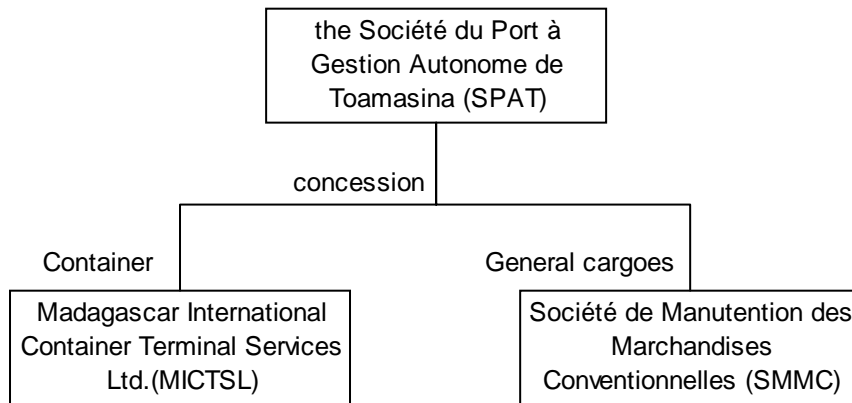 the Société du Port à
Gestion Autonome de
Toamasina (SPAT)
concession
Container
General cargoes
Madagascar International
Container Terminal Services
Ltd.(MICTSL)
Société de Manutention des
Marchandises
Conventionnelles (SMMC)